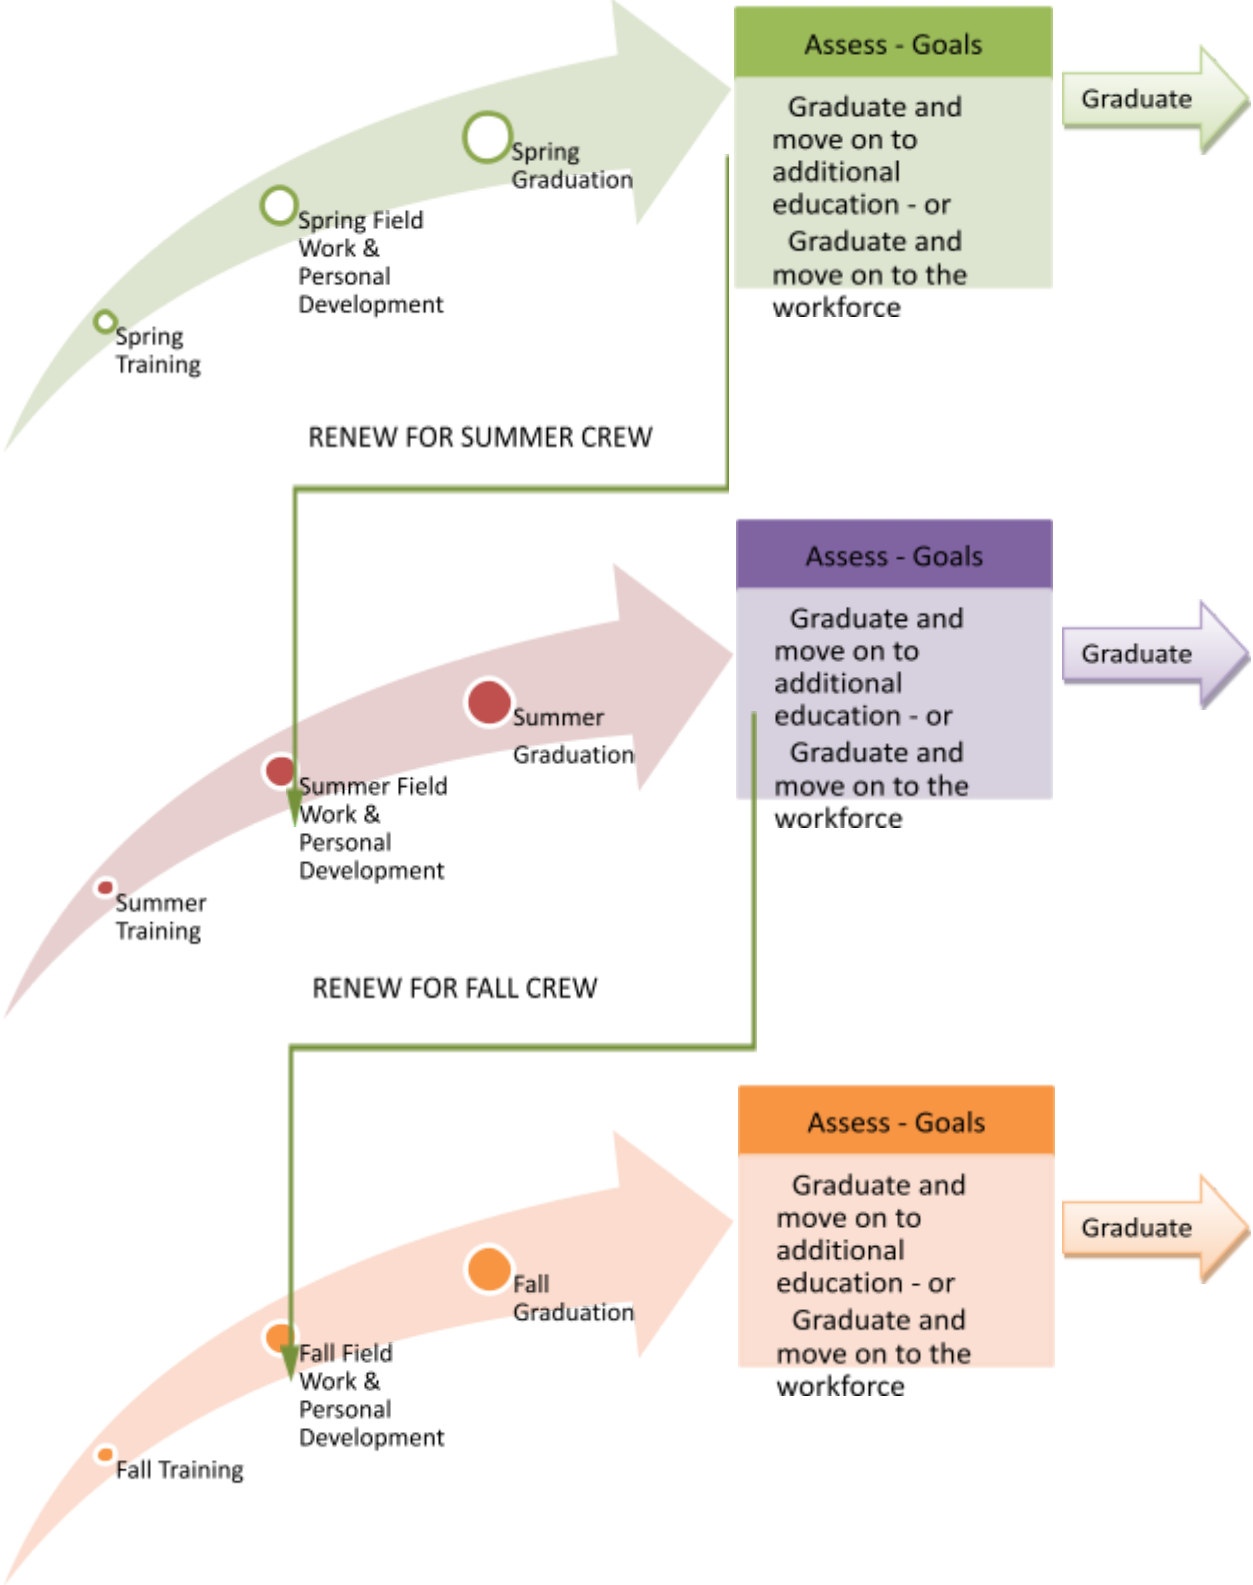 Assess - Goals
Graduate and
move on to
additional
education - or
Graduate and
move on to the
workforce
Graduate
Spring
Graduation
Spring Field
Work &
Personal
Development
Spring
Training
RENEW FOR SUMMER CREW
Assess - Goals
Graduate and
move on to
additional
education - or
Graduate and
move on to the
workforce
Graduate
Summer
Graduation
Summer Field
Work &
Personal
Development
Summer
Training
RENEW FOR FALL CREW
Assess - Goals
Graduate and
move on to
additional
education - or
Graduate and
move on to the
workforce
Graduate
Fall
Graduation
Fall Field
Work &
Personal
Development
Fall Training